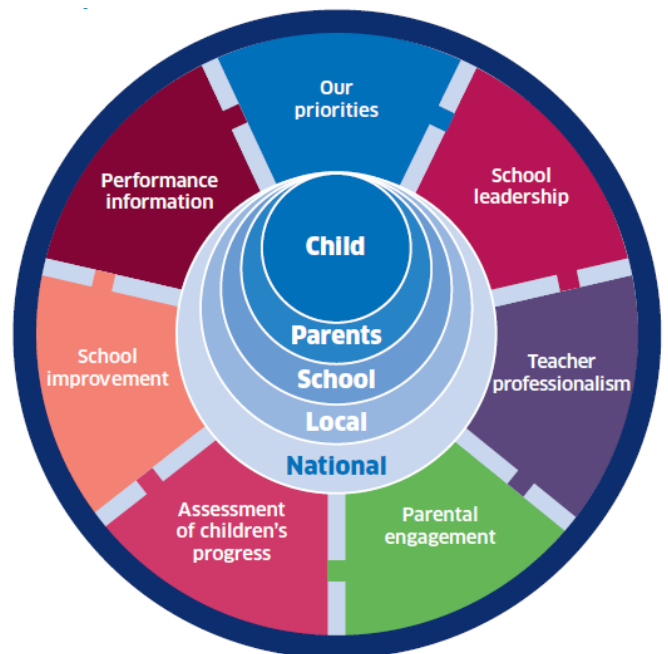 Our
priorities
School
leadership
Teacher
professionalism
Parental
engagement
Assessment
of children's
progress
School
improvement
Performance
information
Child
Parents
School
Local
National